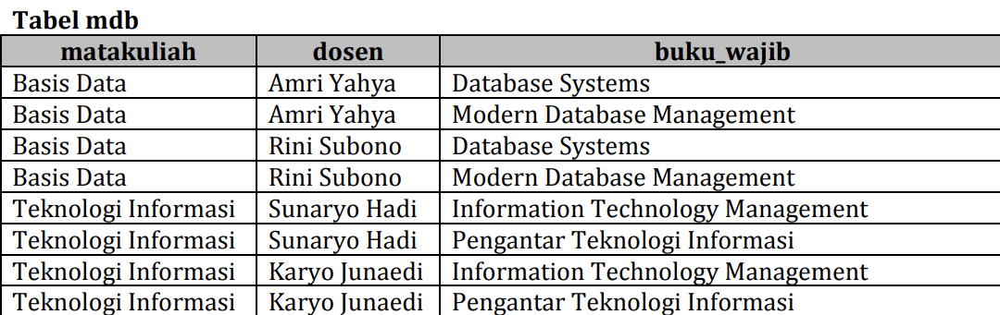 Tabel mdb
matakuliah dosen buku_wajib
Basis Data Amri Yahya Database Systems
Basis Data Amri Yahya Modern Database Management
Basis Data Rini Subono Database Systems
Basis Data Rini Subono Modern Database Management
Teknologi Informasi Sunaryo Hadi Information Technology Management
Teknologi Informasi Sunaryo Hadi Pengantar Teknologi Informasi
Teknologi Informasi Karyo Junaedi Information Technology Management
Teknologi Informasi Karyo Junaedi Pengantar Teknologi Informasi